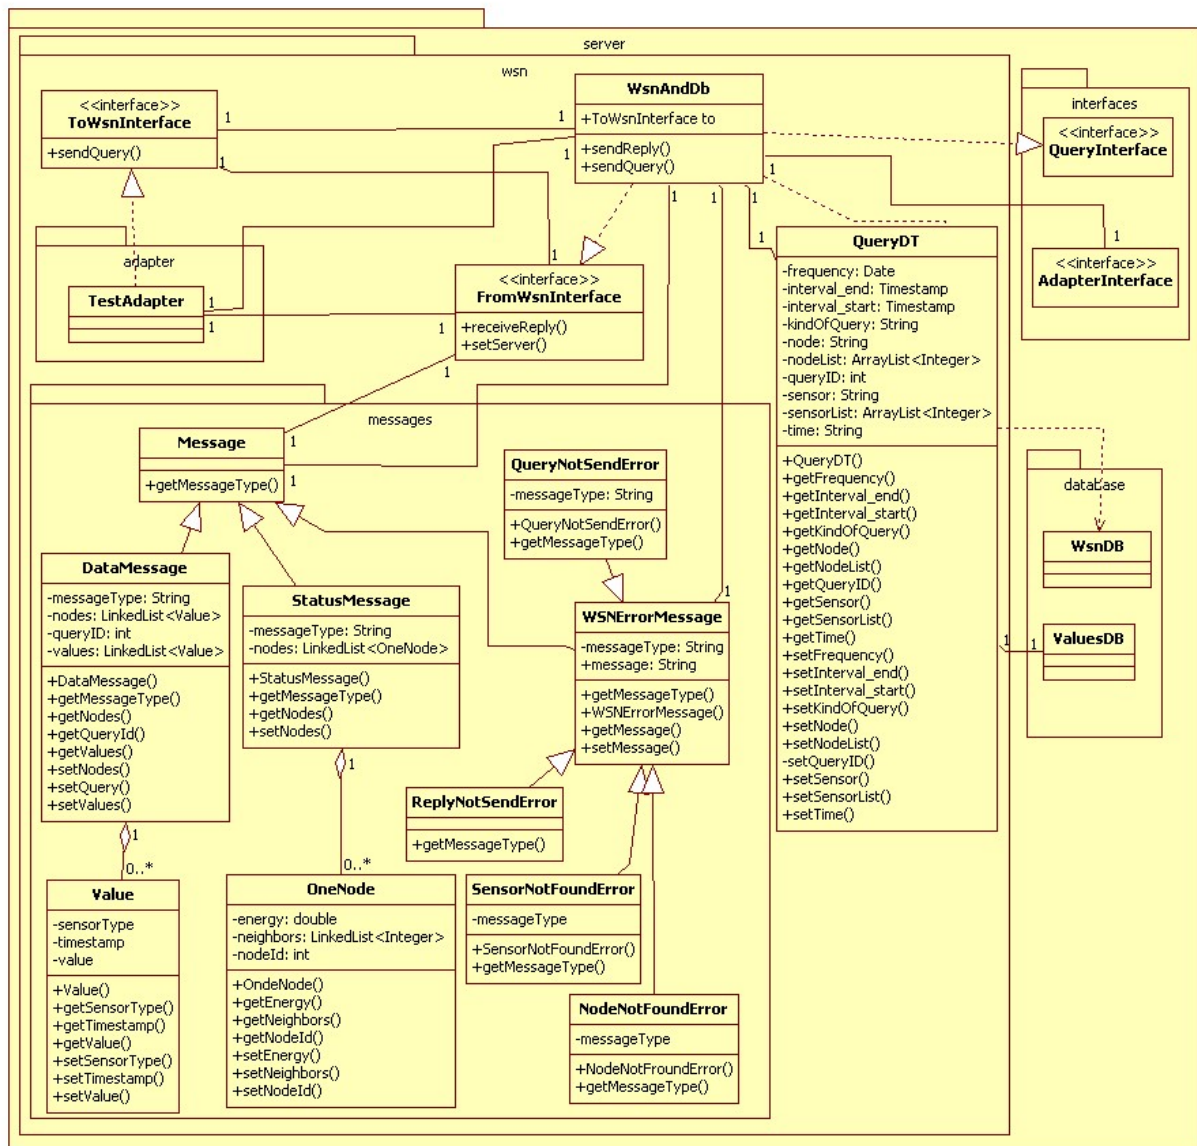 server
wsn
<<interface>>
ToWsnInterface
+sendQuery()
1
1
1
1
WsnAndDb
+ToWsnInterface to
+sendReply()
+sendQuery()
1
1
1
1
interfaces
<<interface>>
QueryInterface
<<interface>>
AdapterInterface
1
adapter
TestAdapter
1
1
<<interface>>
FromWsnInterface
+receiveReply()
+setServer()
1
1
1
QueryDT
-frequency: Date
-interval_end: Timestamp
-interval_start: Timestamp
-kindOfQuery: String
-node: String
-nodeList: ArrayList<Integer>
-queryID: int
-sensor: String
-sensorList: ArrayList<Integer>
-time: String
+QueryDT()
+getFrequency()
+getInterval_end()
+getInterval_start()
+getKindOfQuery()
+getNode()
+getNodeList()
+getQueryID()
+getSensor()
+getSensorList()
+getTime()
+setFrequency()
+setInterval_end()
+setInterval_start()
+setKindOfQuery()
+setNode()
+setNodeList()
-setQueryID()
+setSensor()
+setSensorList()
+setTime()
1
1
1
database
WsnDB
ValuesDB
messages
Message
+getMessageType()
1
1
QueryNotSendError
-messageType: String
+QueryNotSendError()
+getMessageType()
DataMessage
-messageType: String
-nodes: LinkedList<Value>
-queryID: int
-values: LinkedList<Value>
+DataMessage()
+getMessageType()
+getNodes()
+getQueryId()
+getValues()
+setNodes()
+setQuery()
+setValues()
1
0..*
StatusMessage
-messageType: String
-nodes: LinkedList<OneNode>
+StatusMessage()
+getMessageType()
+getNodes()
+setNodes()
1
0..*
WSNErrorMessage
-messageType: String
+message: String
+getMessageType()
+WSNErrorMessage()
+getMessage()
+setMessage()
1
ReplyNotSendError
+getMessageType()
Value
-sensorType
-timestamp
-value
+Value()
+getSensorType()
+getTimestamp()
+getValue()
+setSensorType()
+setTimestamp()
+setValue()
OneNode
-energy: double
-neighbors: LinkedList<Integer>
-nodeId: int
+OndeNode()
+getEnergy()
+getNeighbors()
+getNodeId()
+setEnergy()
+setNeighbors()
+setNodeId()
SensorNotFoundError
-messageType
+SensorNotFoundError()
+getMessageType()
NodeNotFoundError
-messageType
+NodeNotFroundError()
+getMessageType()